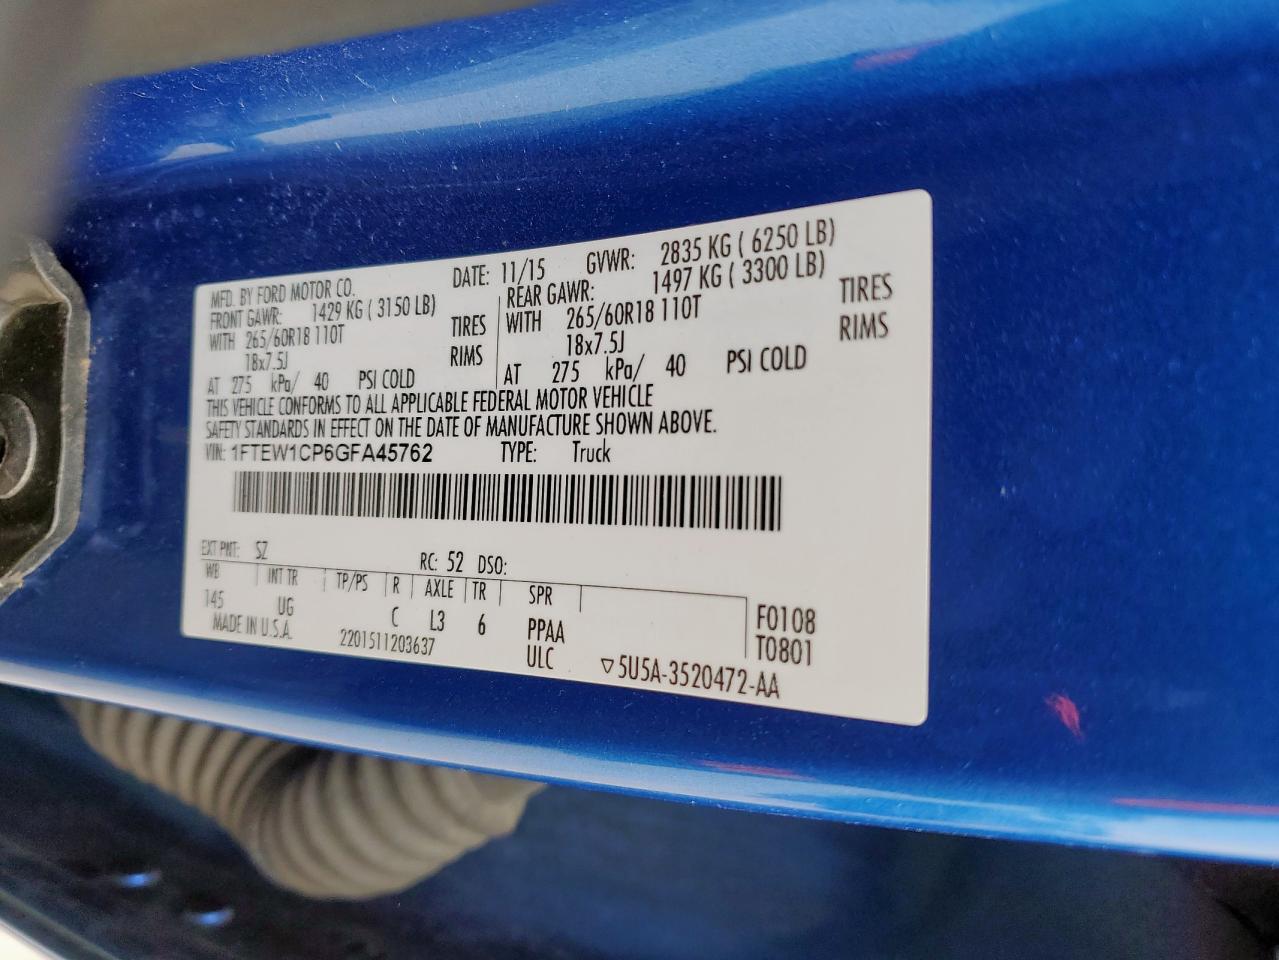 MFD. BY FORD MOTOR CO. DATE: 11/15 GVWR: 2835 KG ( 6250 LB)
FRONT GAWR: 1429 KG ( 3150 LB) REAR GAWR: 1497 KG ( 3300 LB)
WITH 265/60R18 110T TIRES WITH 265/60R18 110T TIRES
18x7.5J RIMS 18x7.5J RIMS
AT 275 kPa/ 40 PSI COLD AT 275 kPa/ 40 PSI COLD
THIS VEHICLE CONFORMS TO ALL APPLICABLE FEDERAL MOTOR VEHICLE
SAFETY STANDARDS IN EFFECT ON THE DATE OF MANUFACTURE SHOWN ABOVE.
VIN: 1FTEW1CP6GFA45762 TYPE: Truck
EXT PNT: SZ RC: 52 DSO:
WB INT TR TP/PS R AXLE TR SPR
145 UG C L3 6 PPAA F0108
MADE IN U.S.A. 2201511203637 ULC T0801
▽5U5A-3520472-AA